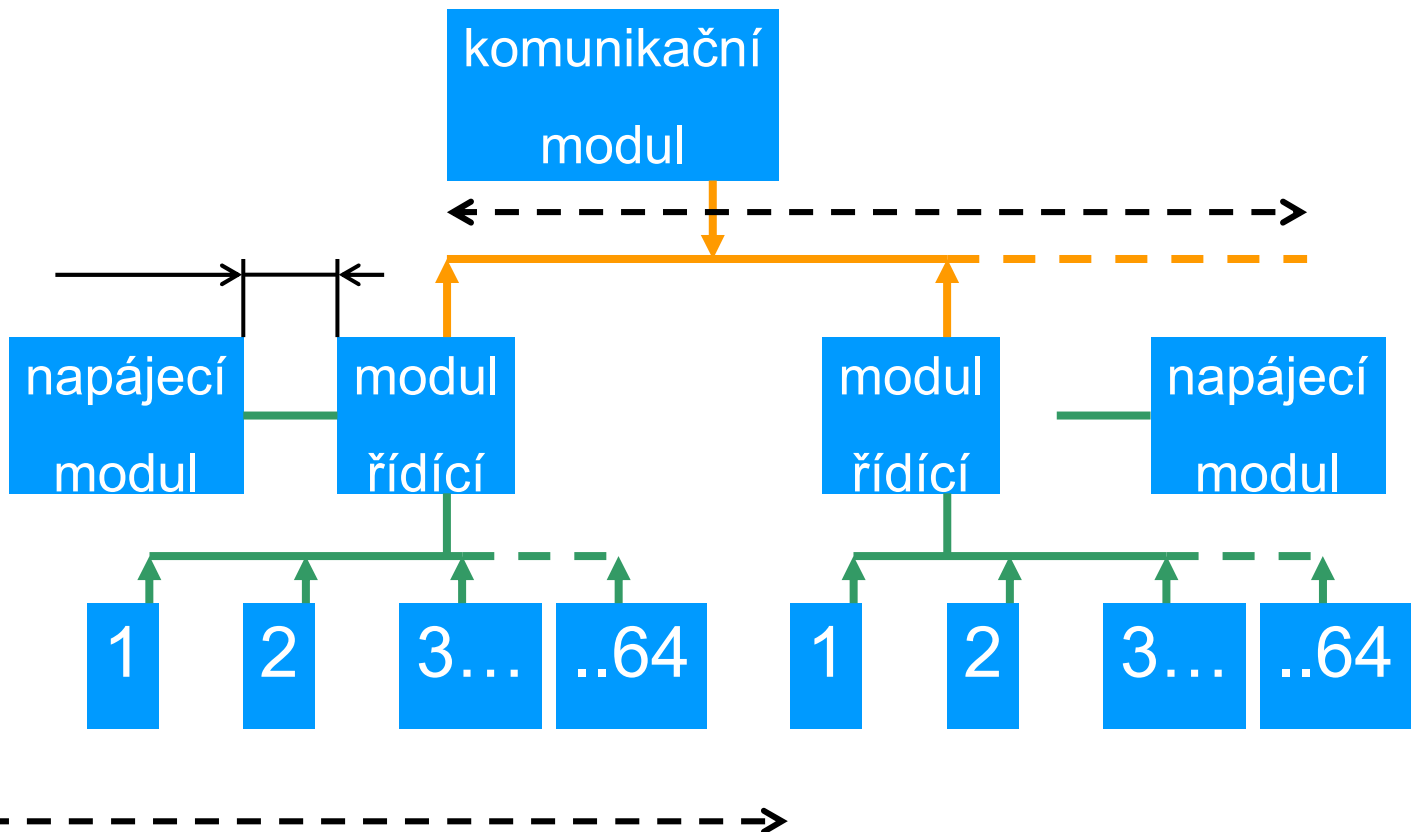 komunikační
modul
napájecí
modul
modul
řídící
modul
řídící
napájecí
modul
1
2
3…
..64
1
2
3…
..64